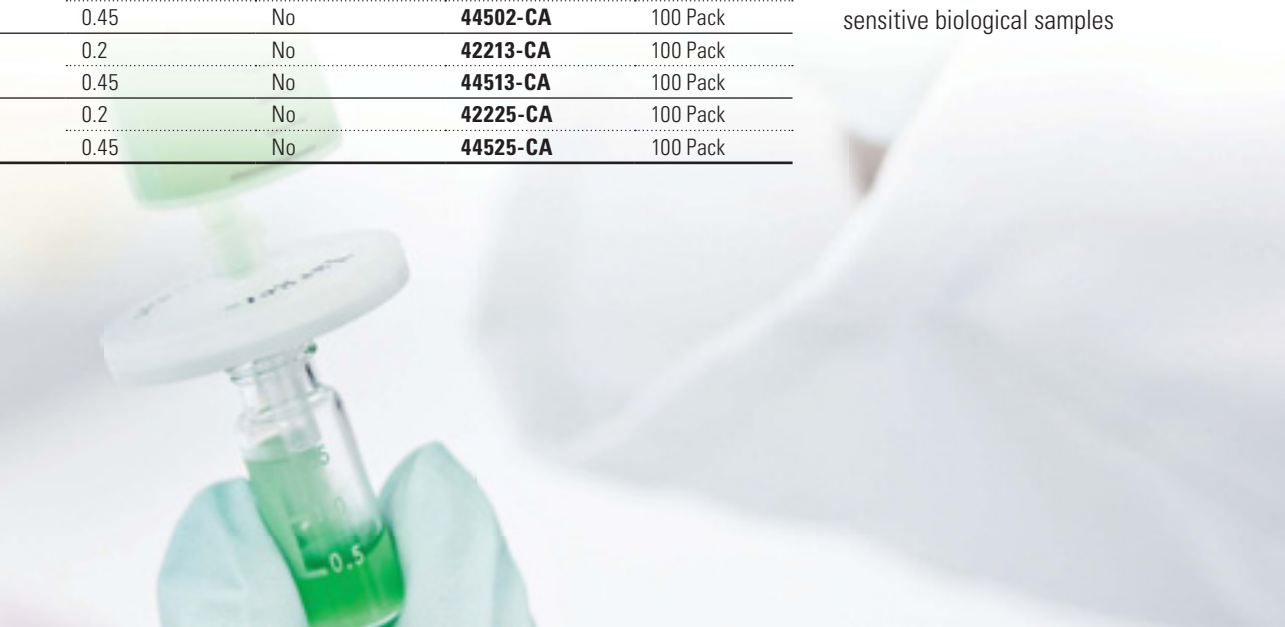 0.45 No 44502-CA 100 Pack
0.2 No 42213-CA 100 Pack
0.45 No 44513-CA 100 Pack
0.2 No 42225-CA 100 Pack
0.45 No 44525-CA 100 Pack
sensitive biological samples
0.5